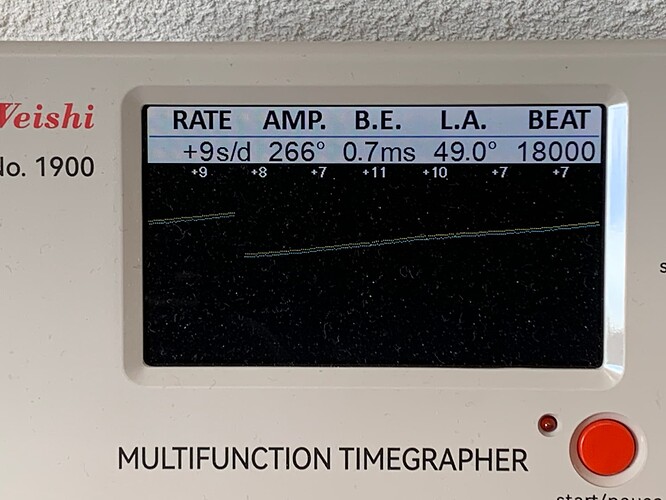 RATE AMP. B.E. L.A. BEAT
+9s/d 266° 0.7ms 49.0° 18000
+9 +8 +7 +11 +10 +7 +7
Weishi
No. 1900
MULTIFUNCTION TIMEGRAPHER